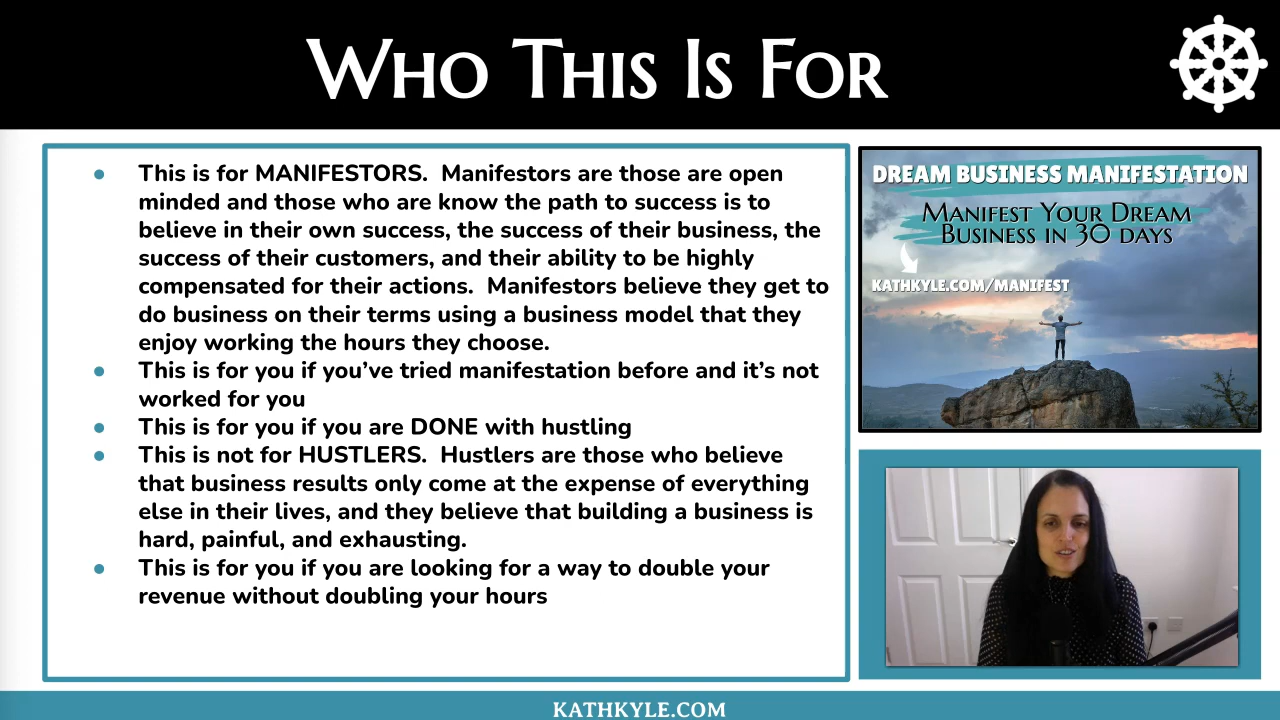 Who This Is For
This is for MANIFESTORS.  Manifestors are those are open
minded and those who are know the path to success is to
believe in their own success, the success of their business, the
success of their customers, and their ability to be highly
compensated for their actions.  Manifestors believe they get to
do business on their terms using a business model that they
enjoy working the hours they choose.
This is for you if you’ve tried manifestation before and it’s not
worked for you
This is for you if you are DONE with hustling
This is not for HUSTLERS.  Hustlers are those who believe
that business results only come at the expense of everything
else in their lives, and they believe that building a business is
hard, painful, and exhausting.
This is for you if you are looking for a way to double your
revenue without doubling your hours
DREAM BUSINESS MANIFESTATION
Manifest Your Dream
Business in 30 days
KATHKYLE.COM/MANIFEST
KATHKYLE.COM